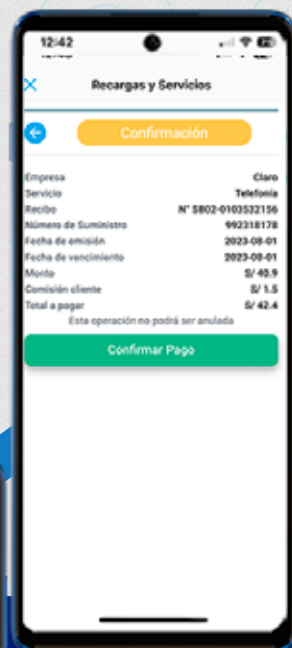 12:42
Recargas y Servicios
Confirmación
Empresa Claro
Servicio Telefonía
Recibo N° SB02-0103532156
Número de Suministro 992318178
Fecha de emisión 2023-08-01
Fecha de vencimiento 2023-08-01
Monto S/ 40.9
Comisión cliente S/ 1.5
Total a pagar S/ 42.4
Esta operación no podrá ser anulada
Confirmar Pago